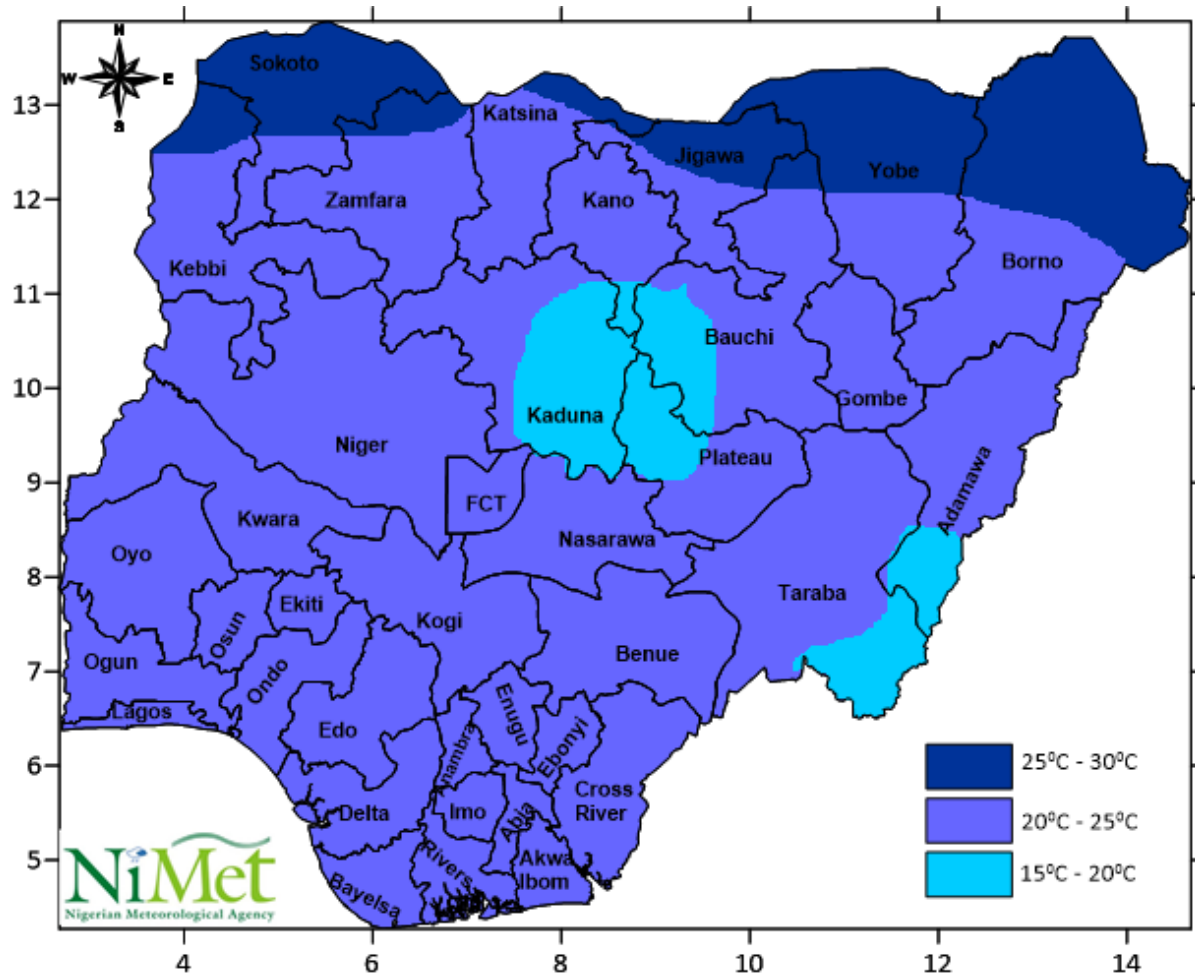 N
W E
S
13
12
11
10
9
8
7
6
5
4
6
8
10
12
14
Sokoto
Katsina
Jigawa
Yobe
Zamfara
Kano
Kebbi
Borno
Bauchi
Kaduna
Gombe
Niger
Plateau
FCT
Adamawa
Kwara
Nasarawa
Oyo
Taraba
Ekiti
Osun
Kogi
Ogun
Benue
Ondo
Lagos
Enugu
Edo
Ebonyi
nambra
Cross
River
Delta
Imo
Abia
Rivers
Akwa
Ibom
Bayelsa
25⁰C - 30⁰C
20⁰C - 25⁰C
15⁰C - 20⁰C
NiMet
Nigerian Meteorological Agency